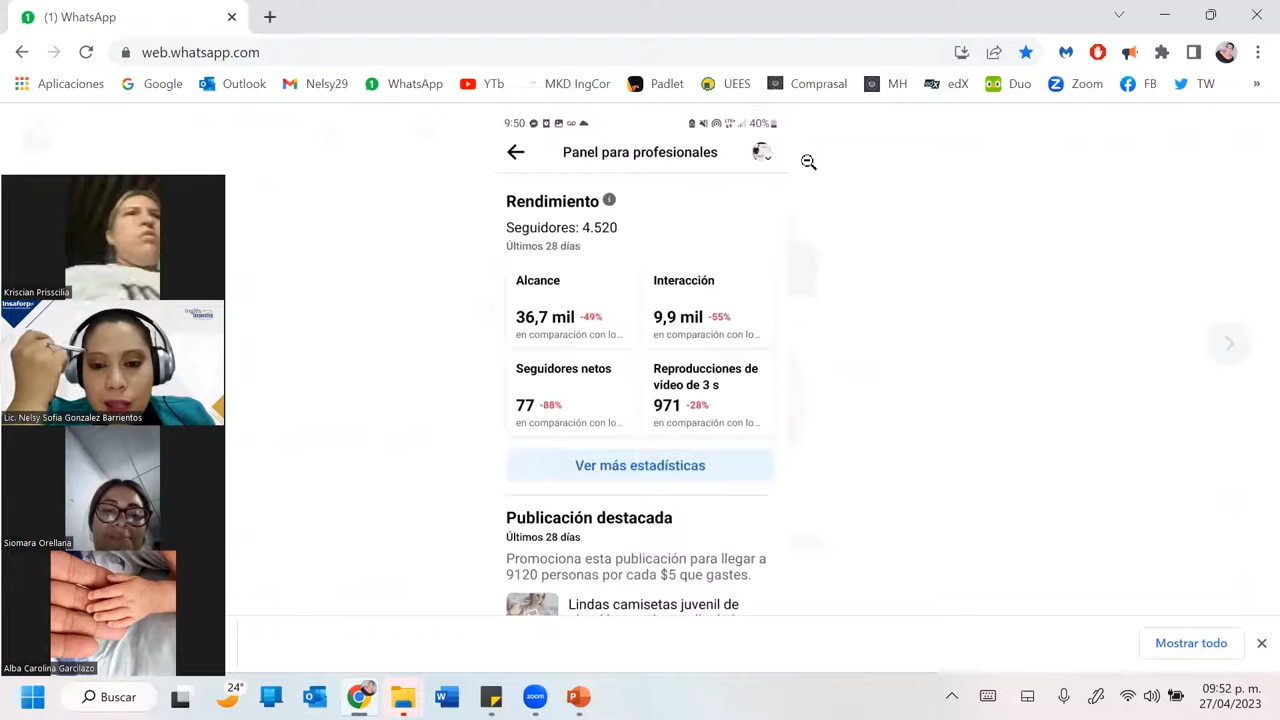 (1) WhatsApp
web.whatsapp.com
Aplicaciones
Google
Outlook
Nelsy29
WhatsApp
YTb
MKD IngCor
Padlet
UEES
Comprasal
MH
edX
Duo
Zoom
FB
TW
»
9:50
40%
Panel para profesionales
Rendimiento
Seguidores: 4.520
Últimos 28 días
Alcance
36,7 mil -49%
en comparación con lo...
Interacción
9,9 mil -55%
en comparación con lo...
Seguidores netos
77 -88%
en comparación con lo...
Reproducciones de
video de 3 s
971 -28%
en comparación con lo...
Ver más estadísticas
Publicación destacada
Últimos 28 días
Promociona esta publicación para llegar a
9120 personas por cada $5 que gastes.
Lindas camisetas juvenil de
Kriscian Prisscilia
Insaforp
Inglés
Corporativo
Lic. Nelsy Sofia Gonzalez Barrientos
Siomara Orellana
Alba Carolina Garcilazo
Mostrar todo
Buscar
24°
zoom
09:52 p. m.
27/04/2023